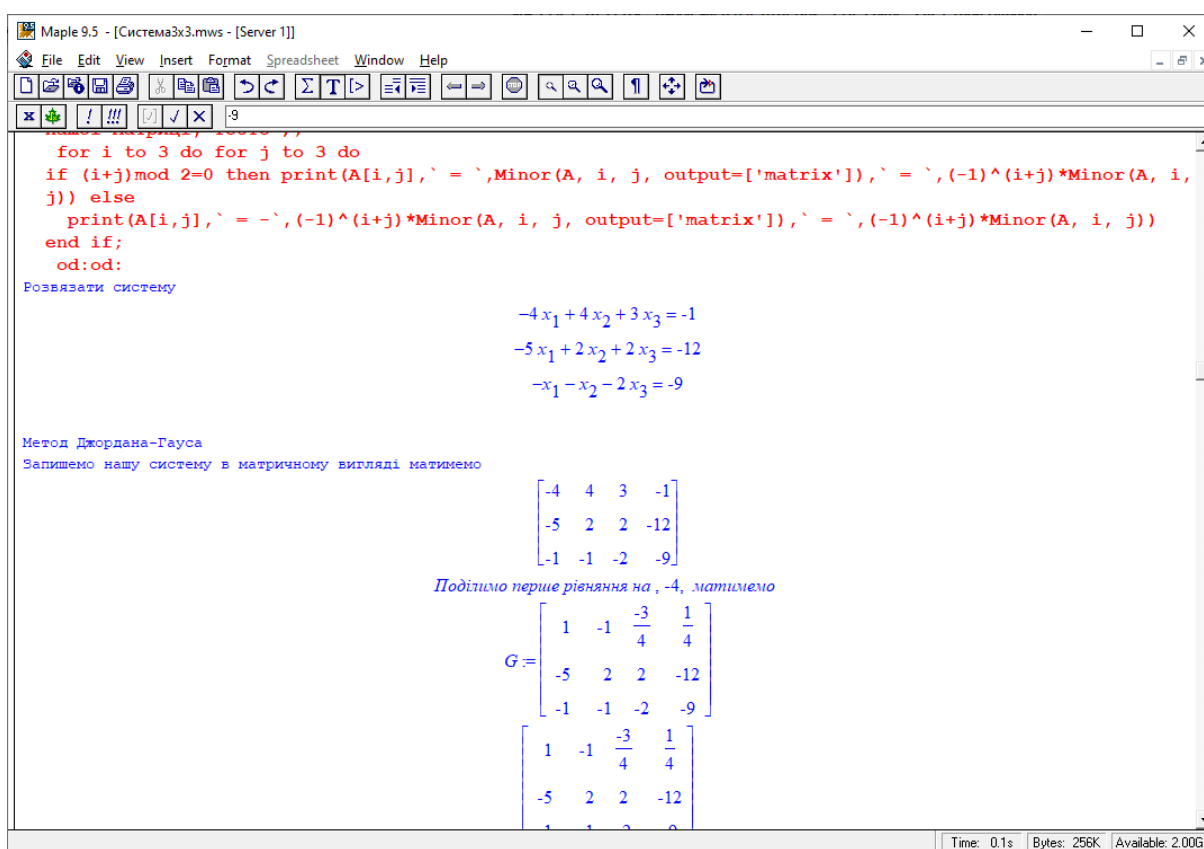 Maple 9.5 - [Система3x3.mws - [Server 1]]
File Edit View Insert Format Spreadsheet Window Help
-9
for i to 3 do for j to 3 do
if (i+j)mod 2=0 then print(A[i,j],` = `,Minor(A, i, j, output=['matrix']),` = `,(-1)^(i+j)*Minor(A, i,
j)) else
print(A[i,j],` = -`,(-1)^(i+j)*Minor(A, i, j, output=['matrix']),` = `,(-1)^(i+j)*Minor(A, i, j))
end if;
od:od:
Розвязати систему
−4 x1 + 4 x2 + 3 x3 = -1
−5 x1 + 2 x2 + 2 x3 = -12
−x1 − x2 − 2 x3 = -9
Метод Джордана-Гауса
Запишемо нашу систему в матричному вигляді матимемо
-4 4 3 -1
-5 2 2 -12
-1 -1 -2 -9
Поділимо перше рівняння на , -4, матимемо
G := 1 -1 -3/4 1/4
-5 2 2 -12
-1 -1 -2 -9
1 -1 -3/4 1/4
-5 2 2 -12
Time: 0.1s Bytes: 256K Available: 2.00G